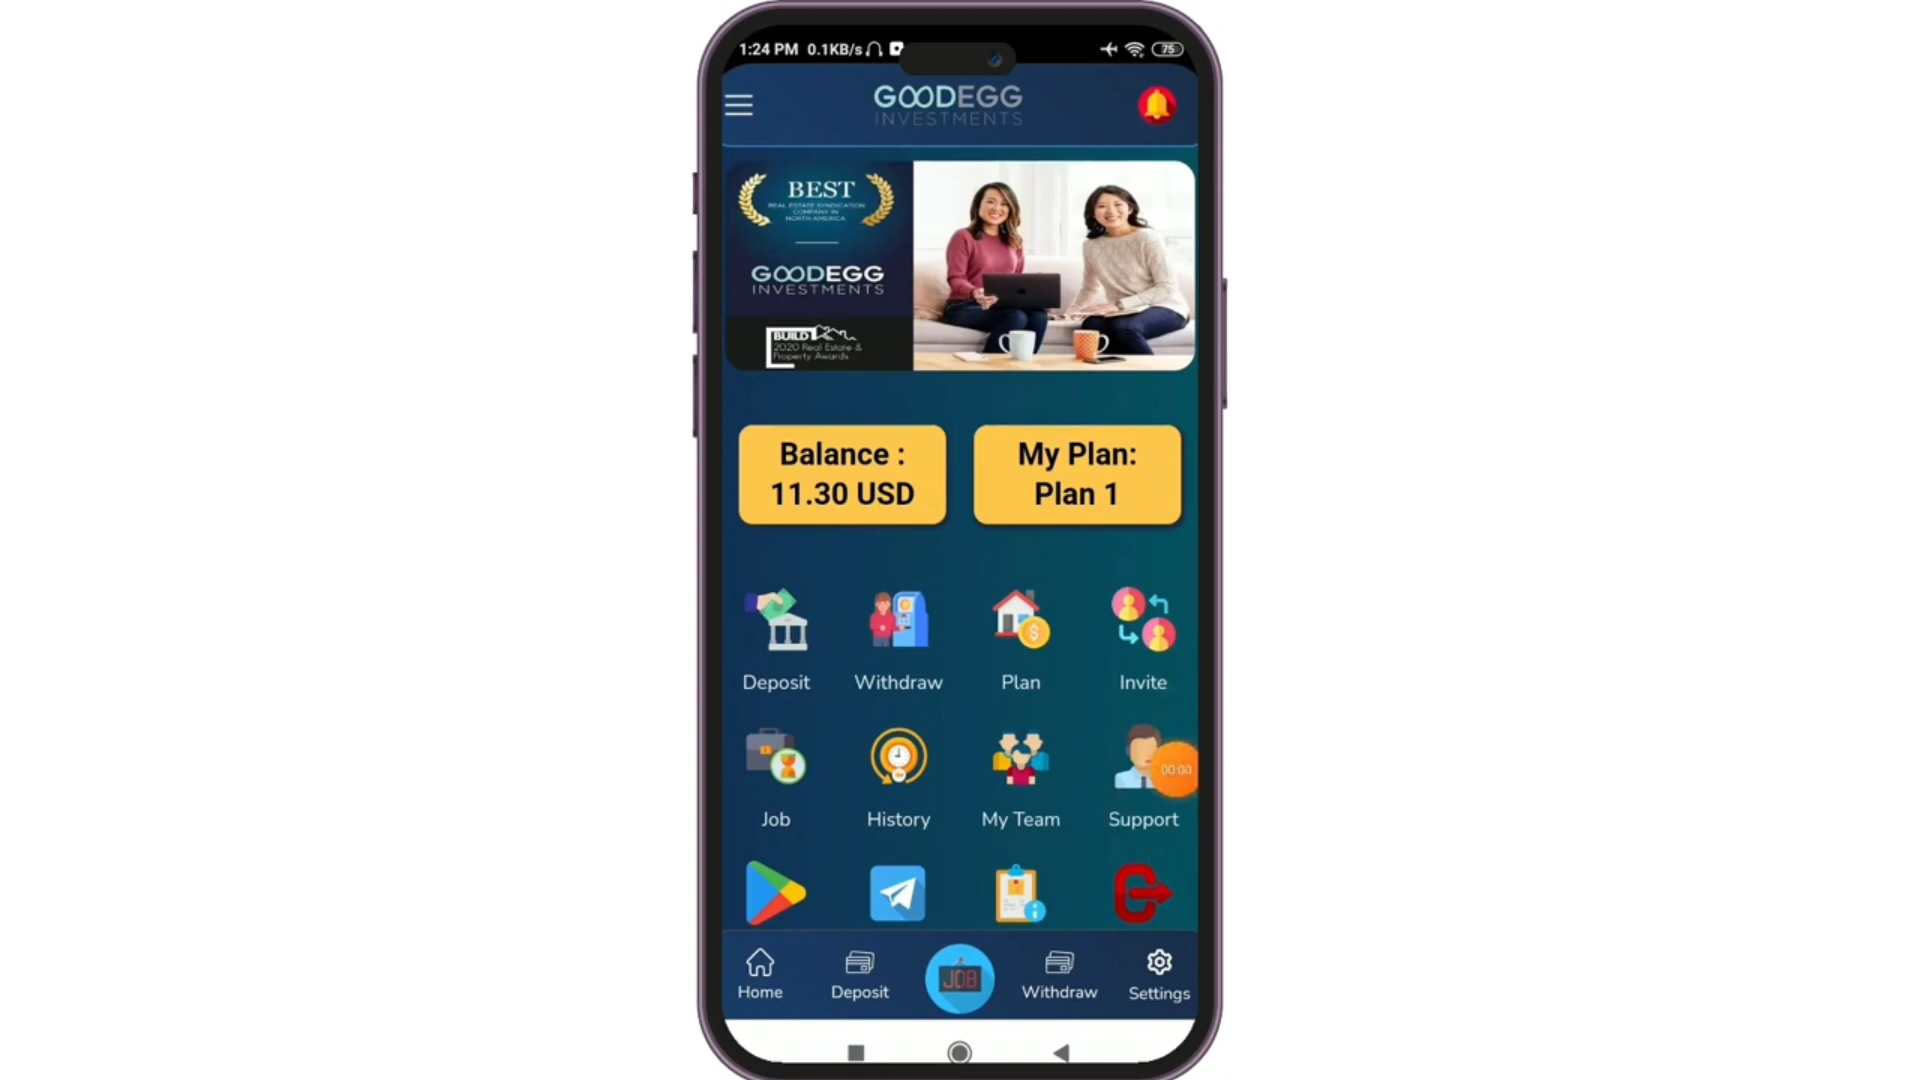 1:24 PM 0.1KB/s
75
GOODEGG
INVESTMENTS
BEST
REAL ESTATE SYNDICATION
COMPANY IN
NORTH AMERICA
GOODEGG
INVESTMENTS
BUILD
2020 Real Estate &
Property Awards
Balance :
11.30 USD
My Plan:
Plan 1
Deposit
Withdraw
Plan
Invite
00:00
Job
History
My Team
Support
JOB
Home
Deposit
Withdraw
Settings